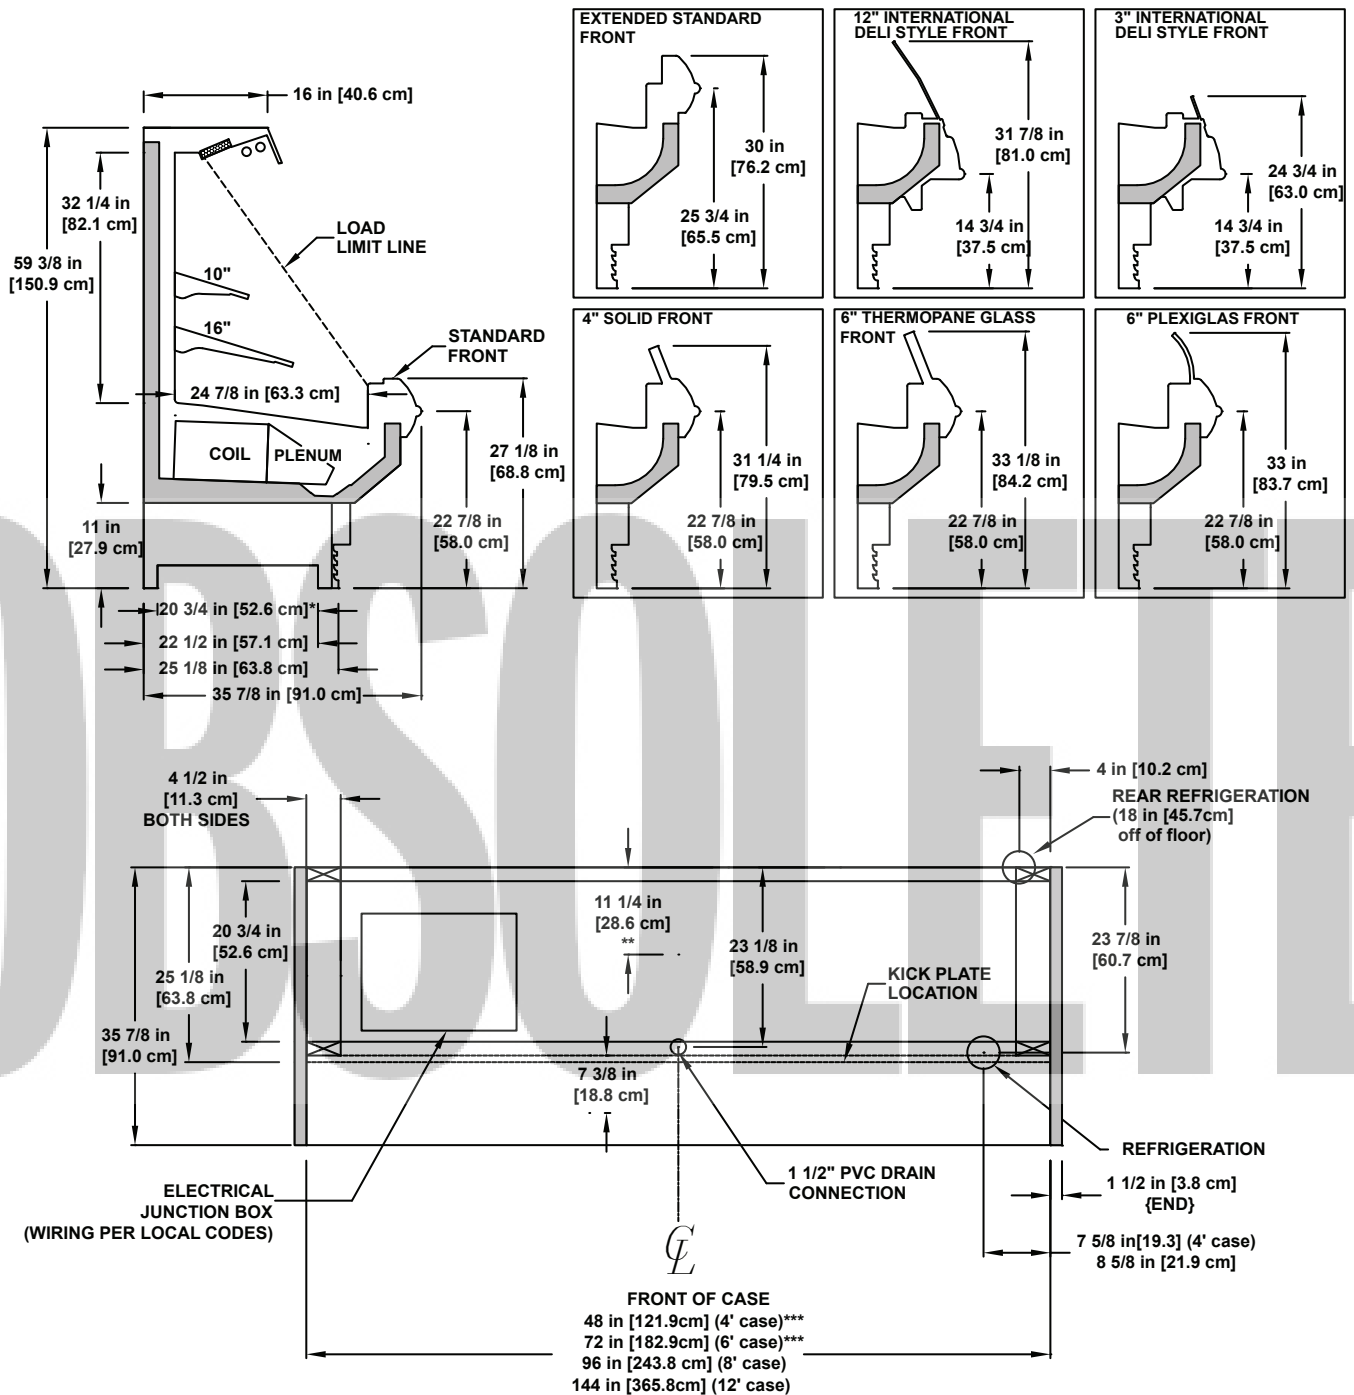 EXTENDED STANDARD
FRONT
30 in
[76.2 cm]
25 3/4 in
[65.5 cm]
12" INTERNATIONAL
DELI STYLE FRONT
31 7/8 in
[81.0 cm]
14 3/4 in
[37.5 cm]
3" INTERNATIONAL
DELI STYLE FRONT
24 3/4 in
[63.0 cm]
14 3/4 in
[37.5 cm]
16 in [40.6 cm]
32 1/4 in
[82.1 cm]
59 3/8 in
[150.9 cm]
LOAD
LIMIT LINE
10"
16"
STANDARD
FRONT
24 7/8 in [63.3 cm]
COIL
PLENUM
27 1/8 in
[68.8 cm]
22 7/8 in
[58.0 cm]
11 in
[27.9 cm]
20 3/4 in [52.6 cm]*
22 1/2 in [57.1 cm]
25 1/8 in [63.8 cm]
35 7/8 in [91.0 cm]
4" SOLID FRONT
31 1/4 in
[79.5 cm]
22 7/8 in
[58.0 cm]
6" THERMOPANE GLASS
FRONT
33 1/8 in
[84.2 cm]
22 7/8 in
[58.0 cm]
6" PLEXIGLAS FRONT
33 in
[83.7 cm]
22 7/8 in
[58.0 cm]
4 1/2 in
[11.3 cm]
BOTH SIDES
4 in [10.2 cm]
REAR REFRIGERATION
(18 in [45.7cm]
off of floor)
11 1/4 in
[28.6 cm]
**
20 3/4 in
[52.6 cm]
23 1/8 in
[58.9 cm]
23 7/8 in
[60.7 cm]
25 1/8 in
[63.8 cm]
KICK PLATE
LOCATION
35 7/8 in
[91.0 cm]
7 3/8 in
[18.8 cm]
REFRIGERATION
1 1/2" PVC DRAIN
CONNECTION
1 1/2 in [3.8 cm]
{END}
ELECTRICAL
JUNCTION BOX
(WIRING PER LOCAL CODES)
7 5/8 in[19.3] (4' case)
8 5/8 in [21.9 cm]
CL
FRONT OF CASE
48 in [121.9cm] (4' case)***
72 in [182.9cm] (6' case)***
96 in [243.8 cm] (8' case)
144 in [365.8cm] (12' case)